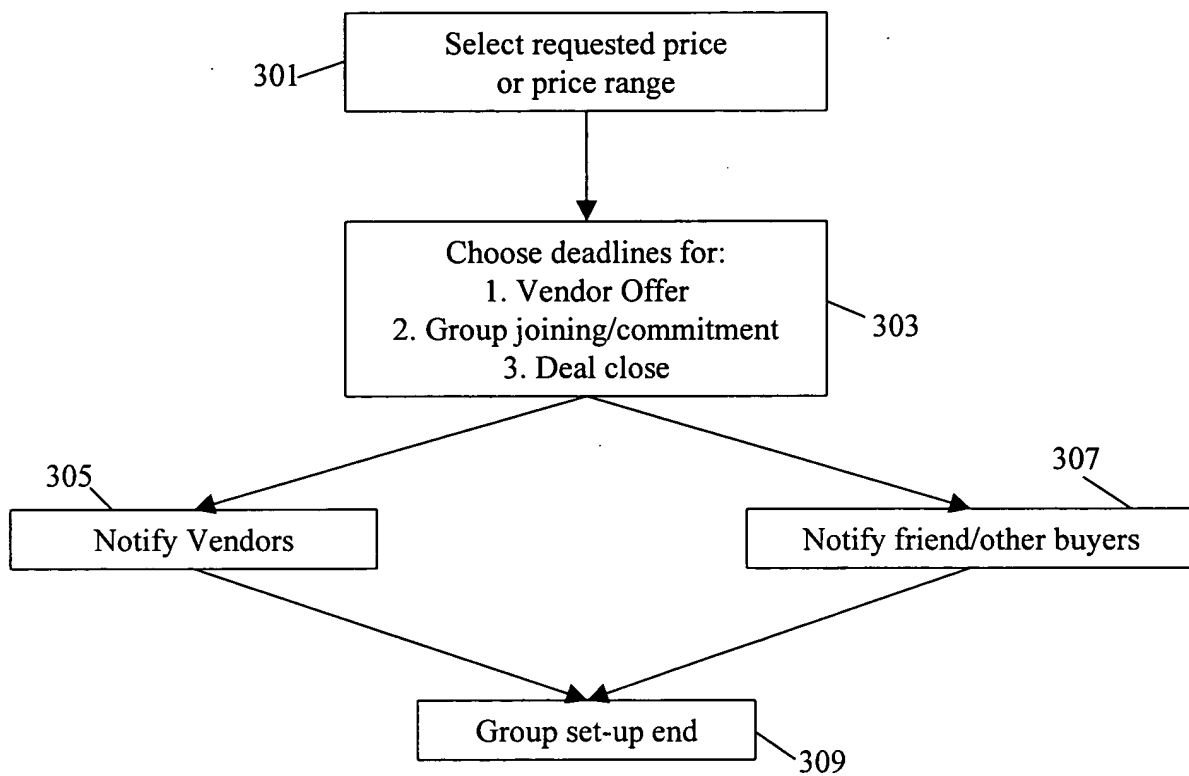 Select requested price
or price range
301
Choose deadlines for:
1. Vendor Offer
2. Group joining/commitment
3. Deal close
303
305
Notify Vendors
307
Notify friend/other buyers
Group set-up end
309